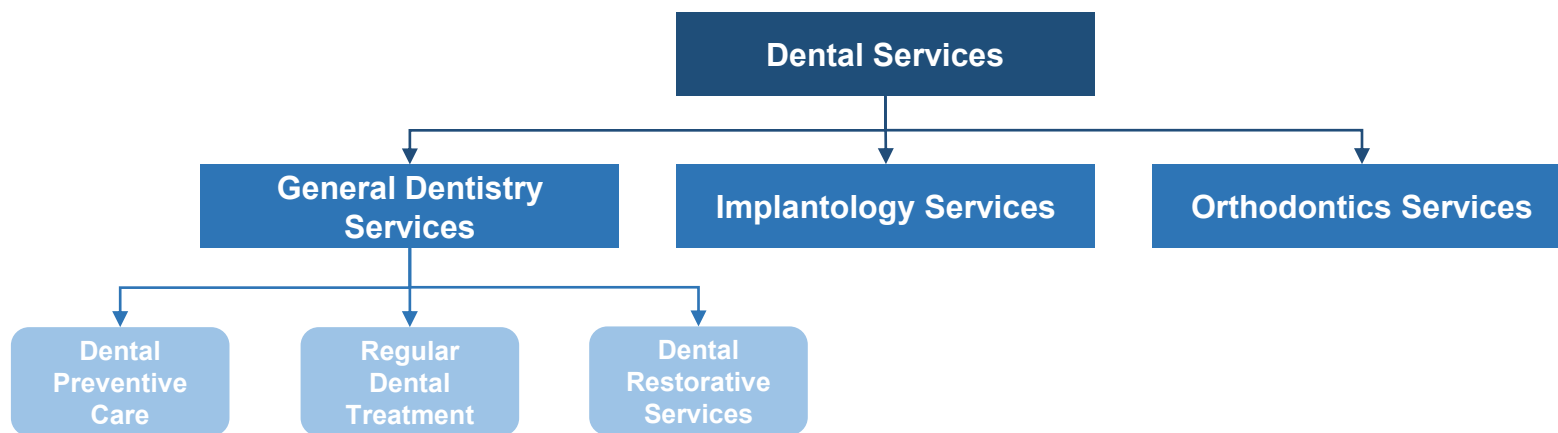 Dental Services
General Dentistry
Services
Implantology Services
Orthodontics Services
Dental
Preventive
Care
Regular
Dental
Treatment
Dental
Restorative
Services